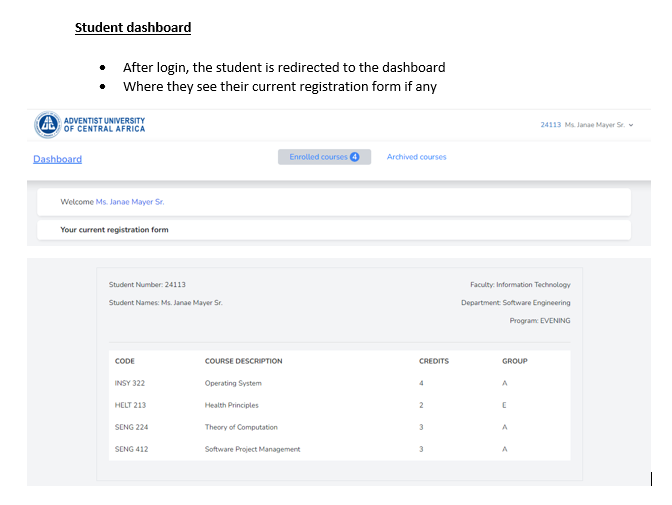 Student dashboard
• After login, the student is redirected to the dashboard
• Where they see their current registration form if any
ADVENTIST UNIVERSITY
OF CENTRAL AFRICA
24113 Ms. Janae Mayer Sr.
Dashboard
Enrolled courses 4
Archived courses
Welcome Ms. Janae Mayer Sr.
Your current registration form
Student Number: 24113
Faculty: Information Technology
Student Names: Ms. Janae Mayer Sr.
Department: Software Engineering
Program: EVENING
CODE COURSE DESCRIPTION CREDITS GROUP
INSY 322 Operating System 4 A
HELT 213 Health Principles 2 E
SENG 224 Theory of Computation 3 A
SENG 412 Software Project Management 3 A